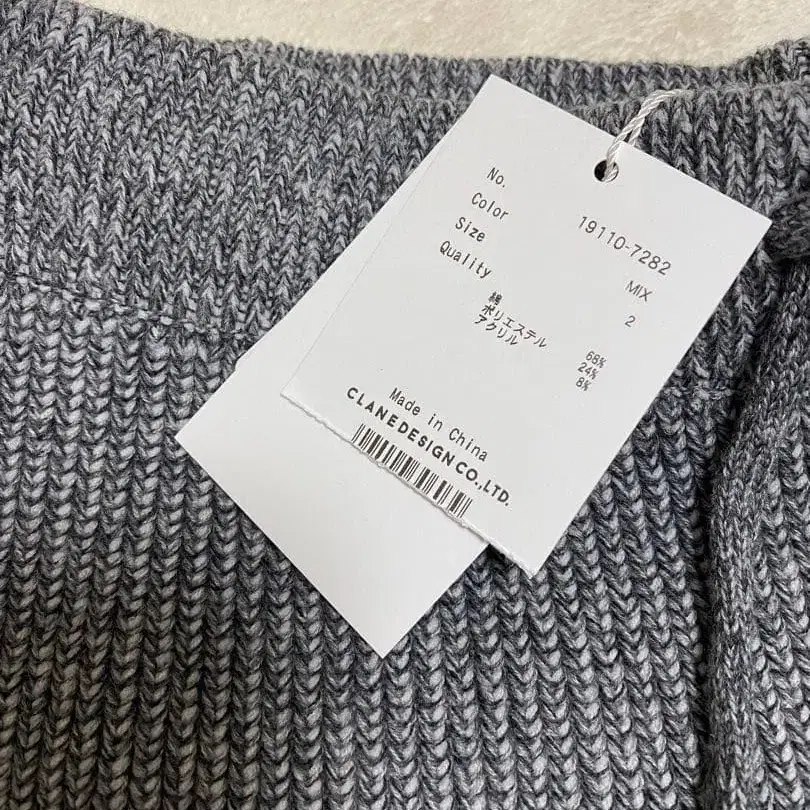 No. 19110-7282
Color MIX
Size 2
Quality
綿 68%
ポリエステル 24%
アクリル 8%
Made in China
CLANEDESIGN CO.,LTD.